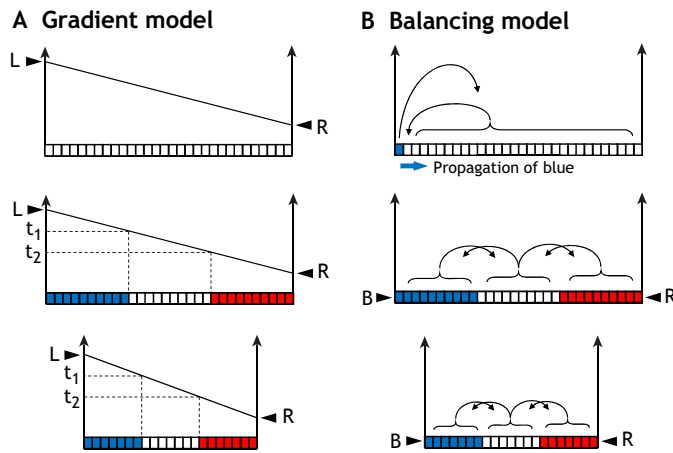 A Gradient model
L
R
L
t1
t2
R
L
t1
t2
R
B Balancing model
Propagation of blue
B
R
B
R